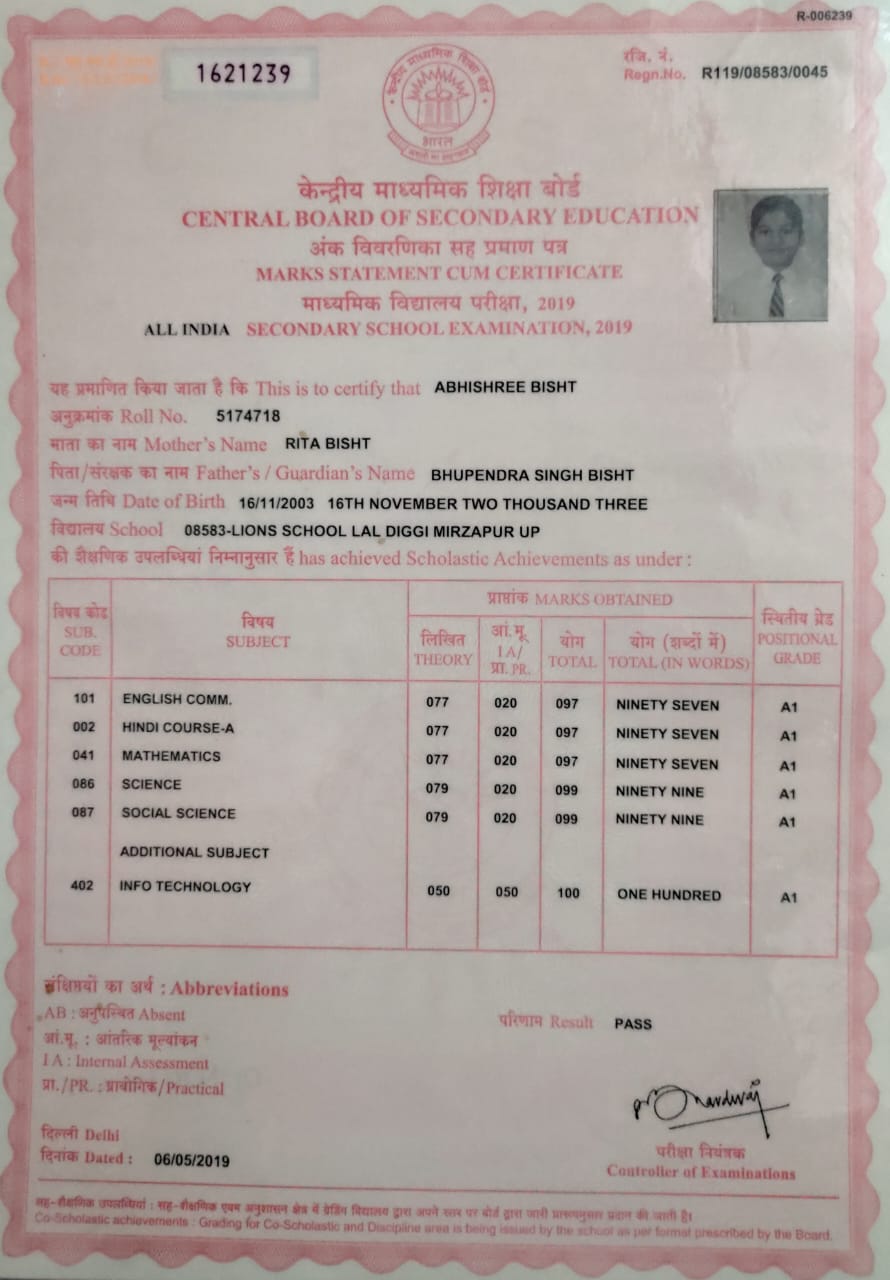 R-006239
1621239
रजि. नं.
Regn.No. R119/08583/0045
केन्द्रीय माध्यमिक शिक्षा बोर्ड
भारत
केन्द्रीय माध्यमिक शिक्षा बोर्ड
CENTRAL BOARD OF SECONDARY EDUCATION
अंक विवरणिका सह प्रमाण पत्र
MARKS STATEMENT CUM CERTIFICATE
माध्यमिक विद्यालय परीक्षा, 2019
ALL INDIA SECONDARY SCHOOL EXAMINATION, 2019
यह प्रमाणित किया जाता है कि This is to certify that ABHISHREE BISHT
अनुक्रमांक Roll No. 5174718
माता का नाम Mother's Name RITA BISHT
पिता/संरक्षक का नाम Father's / Guardian's Name BHUPENDRA SINGH BISHT
जन्म तिथि Date of Birth 16/11/2003 16TH NOVEMBER TWO THOUSAND THREE
विद्यालय School 08583-LIONS SCHOOL LAL DIGGI MIRZAPUR UP
की शैक्षणिक उपलब्धियां निम्नानुसार हैं has achieved Scholastic Achievements as under :
विषय कोड SUB. CODE
विषय SUBJECT
प्राप्तांक MARKS OBTAINED
लिखित THEORY
आं.मू. IA/ प्रा. PR.
योग TOTAL
योग (शब्दों में) TOTAL (IN WORDS)
स्थितीय ग्रेड POSITIONAL GRADE
101 ENGLISH COMM. 077 020 097 NINETY SEVEN A1
002 HINDI COURSE-A 077 020 097 NINETY SEVEN A1
041 MATHEMATICS 077 020 097 NINETY SEVEN A1
086 SCIENCE 079 020 099 NINETY NINE A1
087 SOCIAL SCIENCE 079 020 099 NINETY NINE A1
ADDITIONAL SUBJECT
402 INFO TECHNOLOGY 050 050 100 ONE HUNDRED A1
संक्षिप्तयों का अर्थ : Abbreviations
AB : अनुपस्थित Absent
आं.मू. : आंतरिक मूल्यांकन
I A : Internal Assessment
प्रा./PR. : प्रायोगिक/Practical
परिणाम Result PASS
दिल्ली Delhi
दिनांक Dated : 06/05/2019
परीक्षा नियंत्रक
Controller of Examinations
सह-शैक्षणिक उपलब्धियां : सह-शैक्षणिक एवम अनुशासन क्षेत्र में ग्रेडिंग विद्यालय द्वारा अपने स्तर पर बोर्ड द्वारा जारी प्रारूपनुसार प्रदान की जाती है।
Co-Scholastic achievements : Grading for Co-Scholastic and Discipline area is being issued by the school as per format prescribed by the Board.